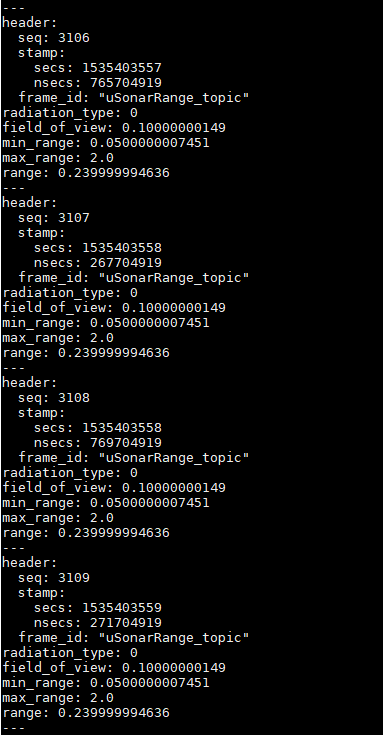 ---
header:
  seq: 3106
  stamp:
    secs: 1535403557
    nsecs: 765704919
  frame_id: "uSonarRange_topic"
radiation_type: 0
field_of_view: 0.10000000149
min_range: 0.0500000007451
max_range: 2.0
range: 0.239999994636
---
header:
  seq: 3107
  stamp:
    secs: 1535403558
    nsecs: 267704919
  frame_id: "uSonarRange_topic"
radiation_type: 0
field_of_view: 0.10000000149
min_range: 0.0500000007451
max_range: 2.0
range: 0.239999994636
---
header:
  seq: 3108
  stamp:
    secs: 1535403558
    nsecs: 769704919
  frame_id: "uSonarRange_topic"
radiation_type: 0
field_of_view: 0.10000000149
min_range: 0.0500000007451
max_range: 2.0
range: 0.239999994636
---
header:
  seq: 3109
  stamp:
    secs: 1535403559
    nsecs: 271704919
  frame_id: "uSonarRange_topic"
radiation_type: 0
field_of_view: 0.10000000149
min_range: 0.0500000007451
max_range: 2.0
range: 0.239999994636
---